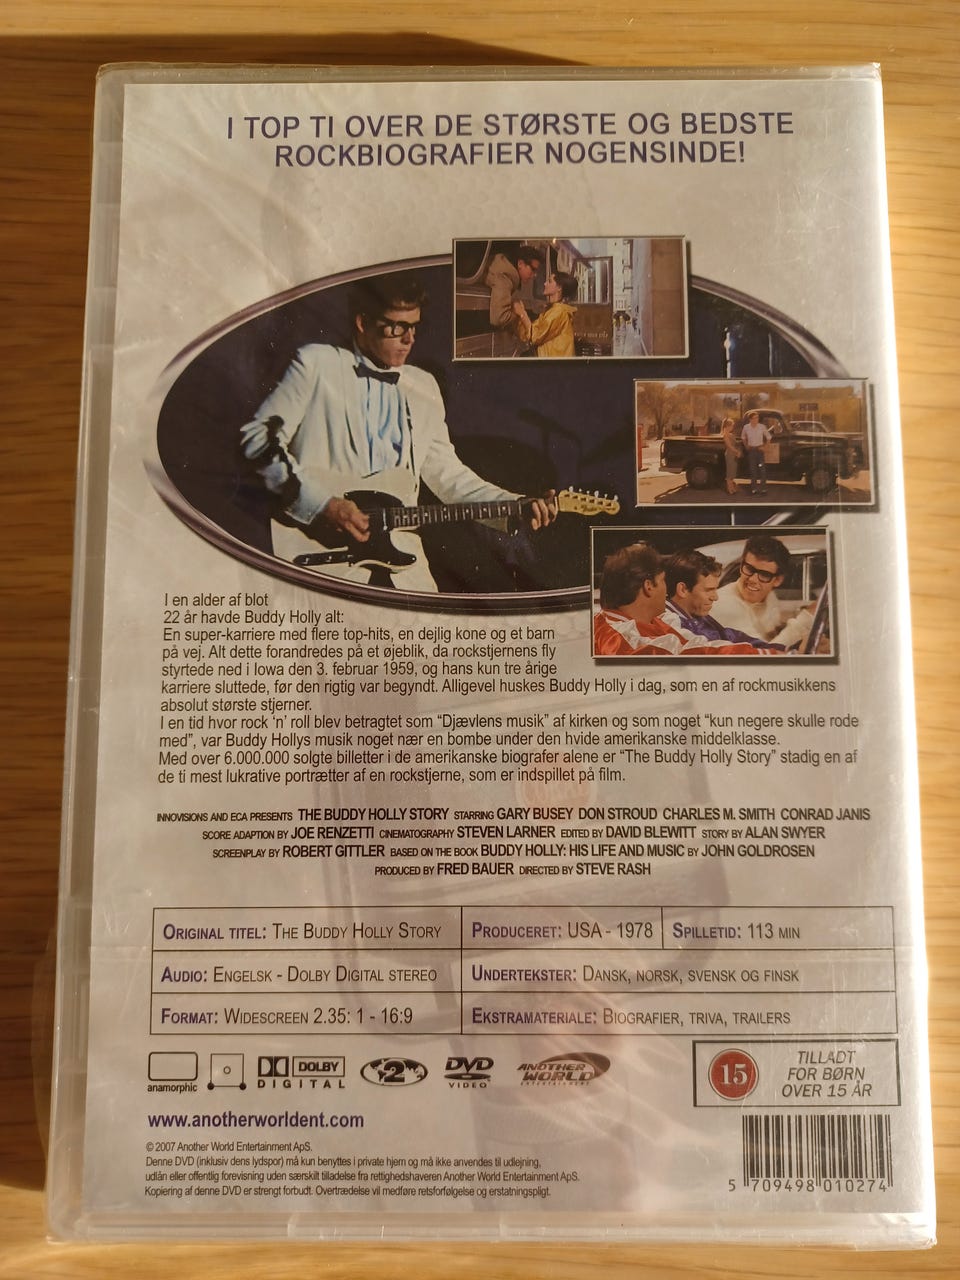 I TOP TI OVER DE STØRSTE OG BEDSTE
ROCKBIOGRAFIER NOGENSINDE!
I en alder af blot
22 år havde Buddy Holly alt:
En super-karriere med flere top-hits, en dejlig kone og et barn
på vej. Alt dette forandredes på et øjeblik, da rockstjernens fly
styrtede ned i Iowa den 3. februar 1959, og hans kun tre årige
karriere sluttede, før den rigtig var begyndt. Alligevel huskes Buddy Holly i dag, som en af rockmusikkens
absolut største stjerner.
I en tid hvor rock 'n' roll blev betragtet som "Djævlens musik" af kirken og som noget "kun negere skulle rode
med", var Buddy Hollys musik noget nær en bombe under den hvide amerikanske middelklasse.
Med over 6.000.000 solgte billetter i de amerikanske biografer alene er "The Buddy Holly Story" stadig en af
de ti mest lukrative portrætter af en rockstjerne, som er indspillet på film.
INNOVISIONS AND ECA PRESENTS THE BUDDY HOLLY STORY STARRING GARY BUSEY DON STROUD CHARLES M. SMITH CONRAD JANIS
SCORE ADAPTION BY JOE RENZETTI CINEMATOGRAPHY STEVEN LARNER EDITED BY DAVID BLEWITT STORY BY ALAN SWYER
SCREENPLAY BY ROBERT GITTLER BASED ON THE BOOK BUDDY HOLLY: HIS LIFE AND MUSIC BY JOHN GOLDROSEN
PRODUCED BY FRED BAUER DIRECTED BY STEVE RASH
ORIGINAL TITEL: THE BUDDY HOLLY STORY PRODUCERET: USA - 1978 SPILLETID: 113 MIN
AUDIO: ENGELSK - DOLBY DIGITAL STEREO UNDERTEKSTER: DANSK, NORSK, SVENSK OG FINSK
FORMAT: WIDESCREEN 2.35: 1 - 16:9 EKSTRAMATERIALE: BIOGRAFIER, TRIVA, TRAILERS
anamorphic DOLBY DIGITAL 2 DVD VIDEO ANOTHER WORLD ENTERTAINMENT
15 TILLADT
FOR BØRN
OVER 15 ÅR
www.anotherworldent.com
© 2007 Another World Entertainment ApS.
Denne DVD (inklusiv dens lydspor) må kun benyttes i private hjem og må ikke anvendes til udlejning,
udlån eller offentlig forevisning uden særskilt tilladelse fra rettighedshaveren Another World Entertainment ApS.
Kopiering af denne DVD er strengt forbudt. Overtrædelse vil medføre retsforfølgelse og erstatningspligt.
5 709498 010274